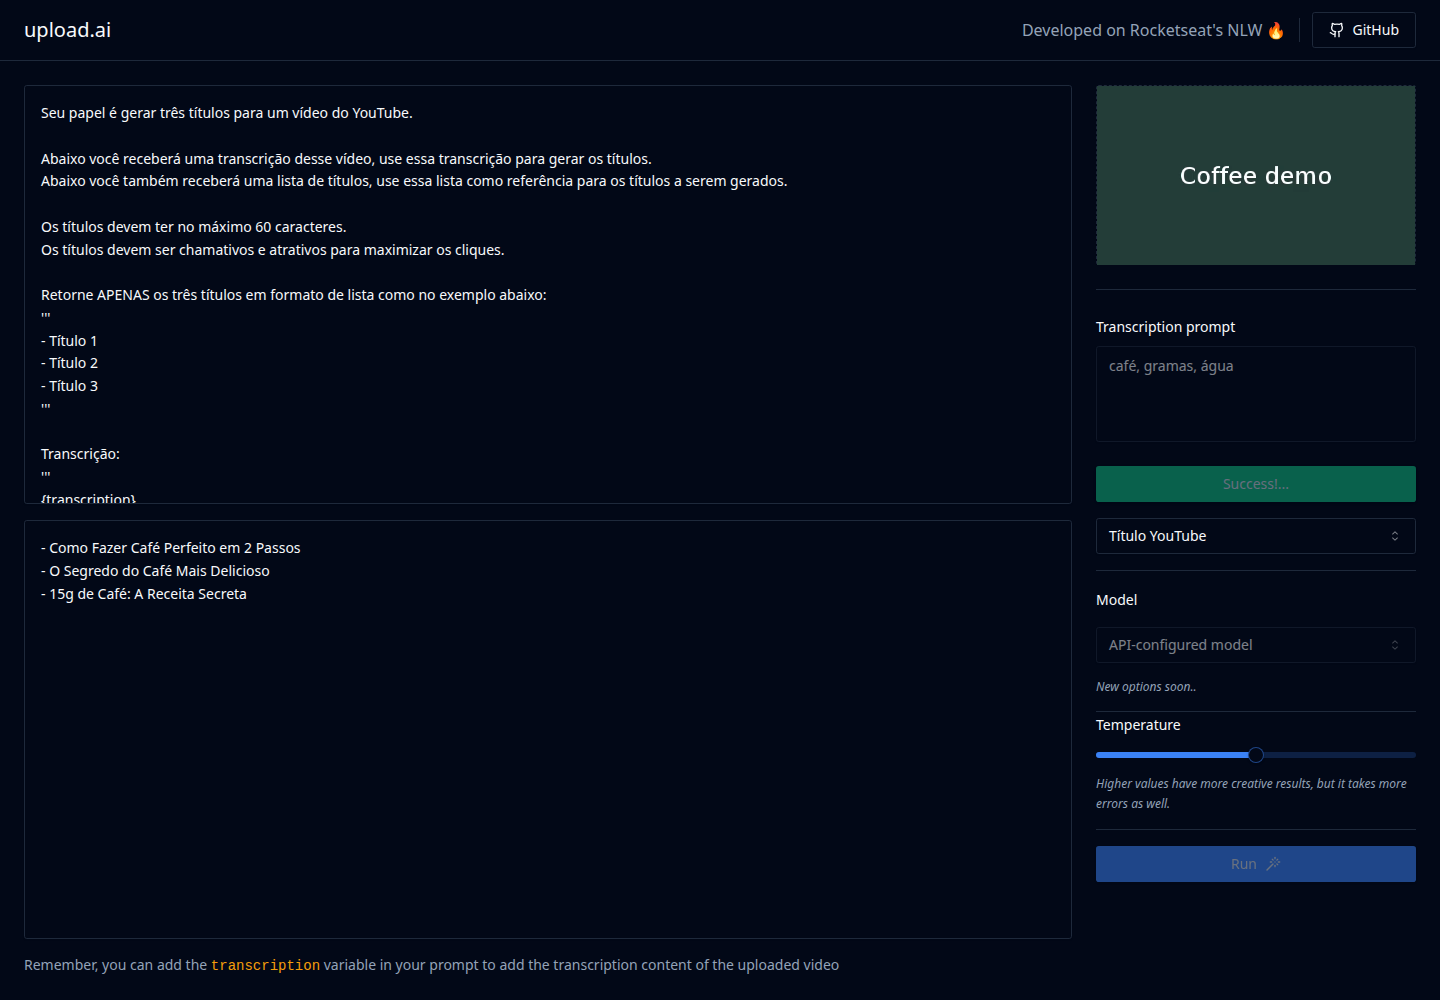 upload.ai
Developed on Rocketseat's NLW 🔥
GitHub
Seu papel é gerar três títulos para um vídeo do YouTube.
Abaixo você receberá uma transcrição desse vídeo, use essa transcrição para gerar os títulos.
Abaixo você também receberá uma lista de títulos, use essa lista como referência para os títulos a serem gerados.
Os títulos devem ter no máximo 60 caracteres.
Os títulos devem ser chamativos e atrativos para maximizar os cliques.
Retorne APENAS os três títulos em formato de lista como no exemplo abaixo:
'''
- Título 1
- Título 2
- Título 3
'''
Transcrição:
'''
{transcription}
- Como Fazer Café Perfeito em 2 Passos
- O Segredo do Café Mais Delicioso
- 15g de Café: A Receita Secreta
Remember, you can add the transcription variable in your prompt to add the transcription content of the uploaded video
Coffee demo
Transcription prompt
café, gramas, água
Success!...
Título YouTube
Model
API-configured model
New options soon..
Temperature
Higher values have more creative results, but it takes more
errors as well.
Run